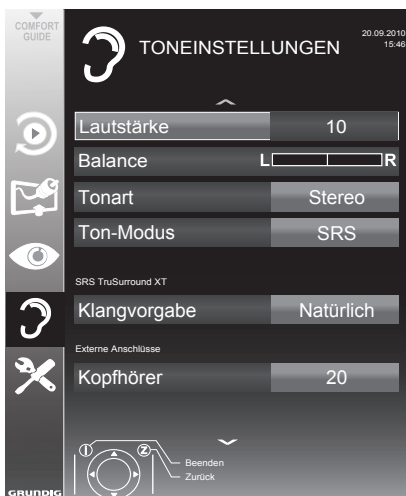 COMFORT
GUIDE
TONEINSTELLUNGEN
20.09.2010
15:46
Lautstärke 10
Balance L R
Tonart Stereo
Ton-Modus SRS
SRS TruSurround XT
Klangvorgabe Natürlich
Externe Anschlüsse
Kopfhörer 20
Beenden
Zurück
GRUNDIG